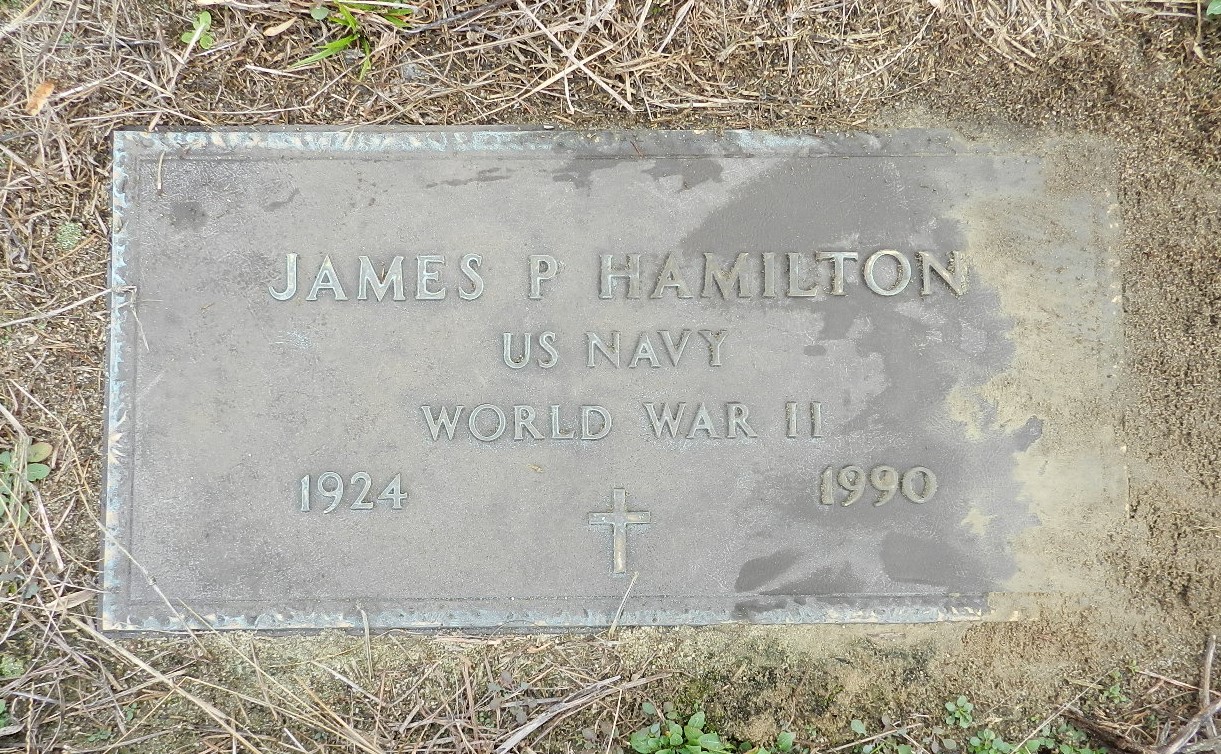 JAMES P HAMILTON
US NAVY
WORLD WAR II
1924 1990